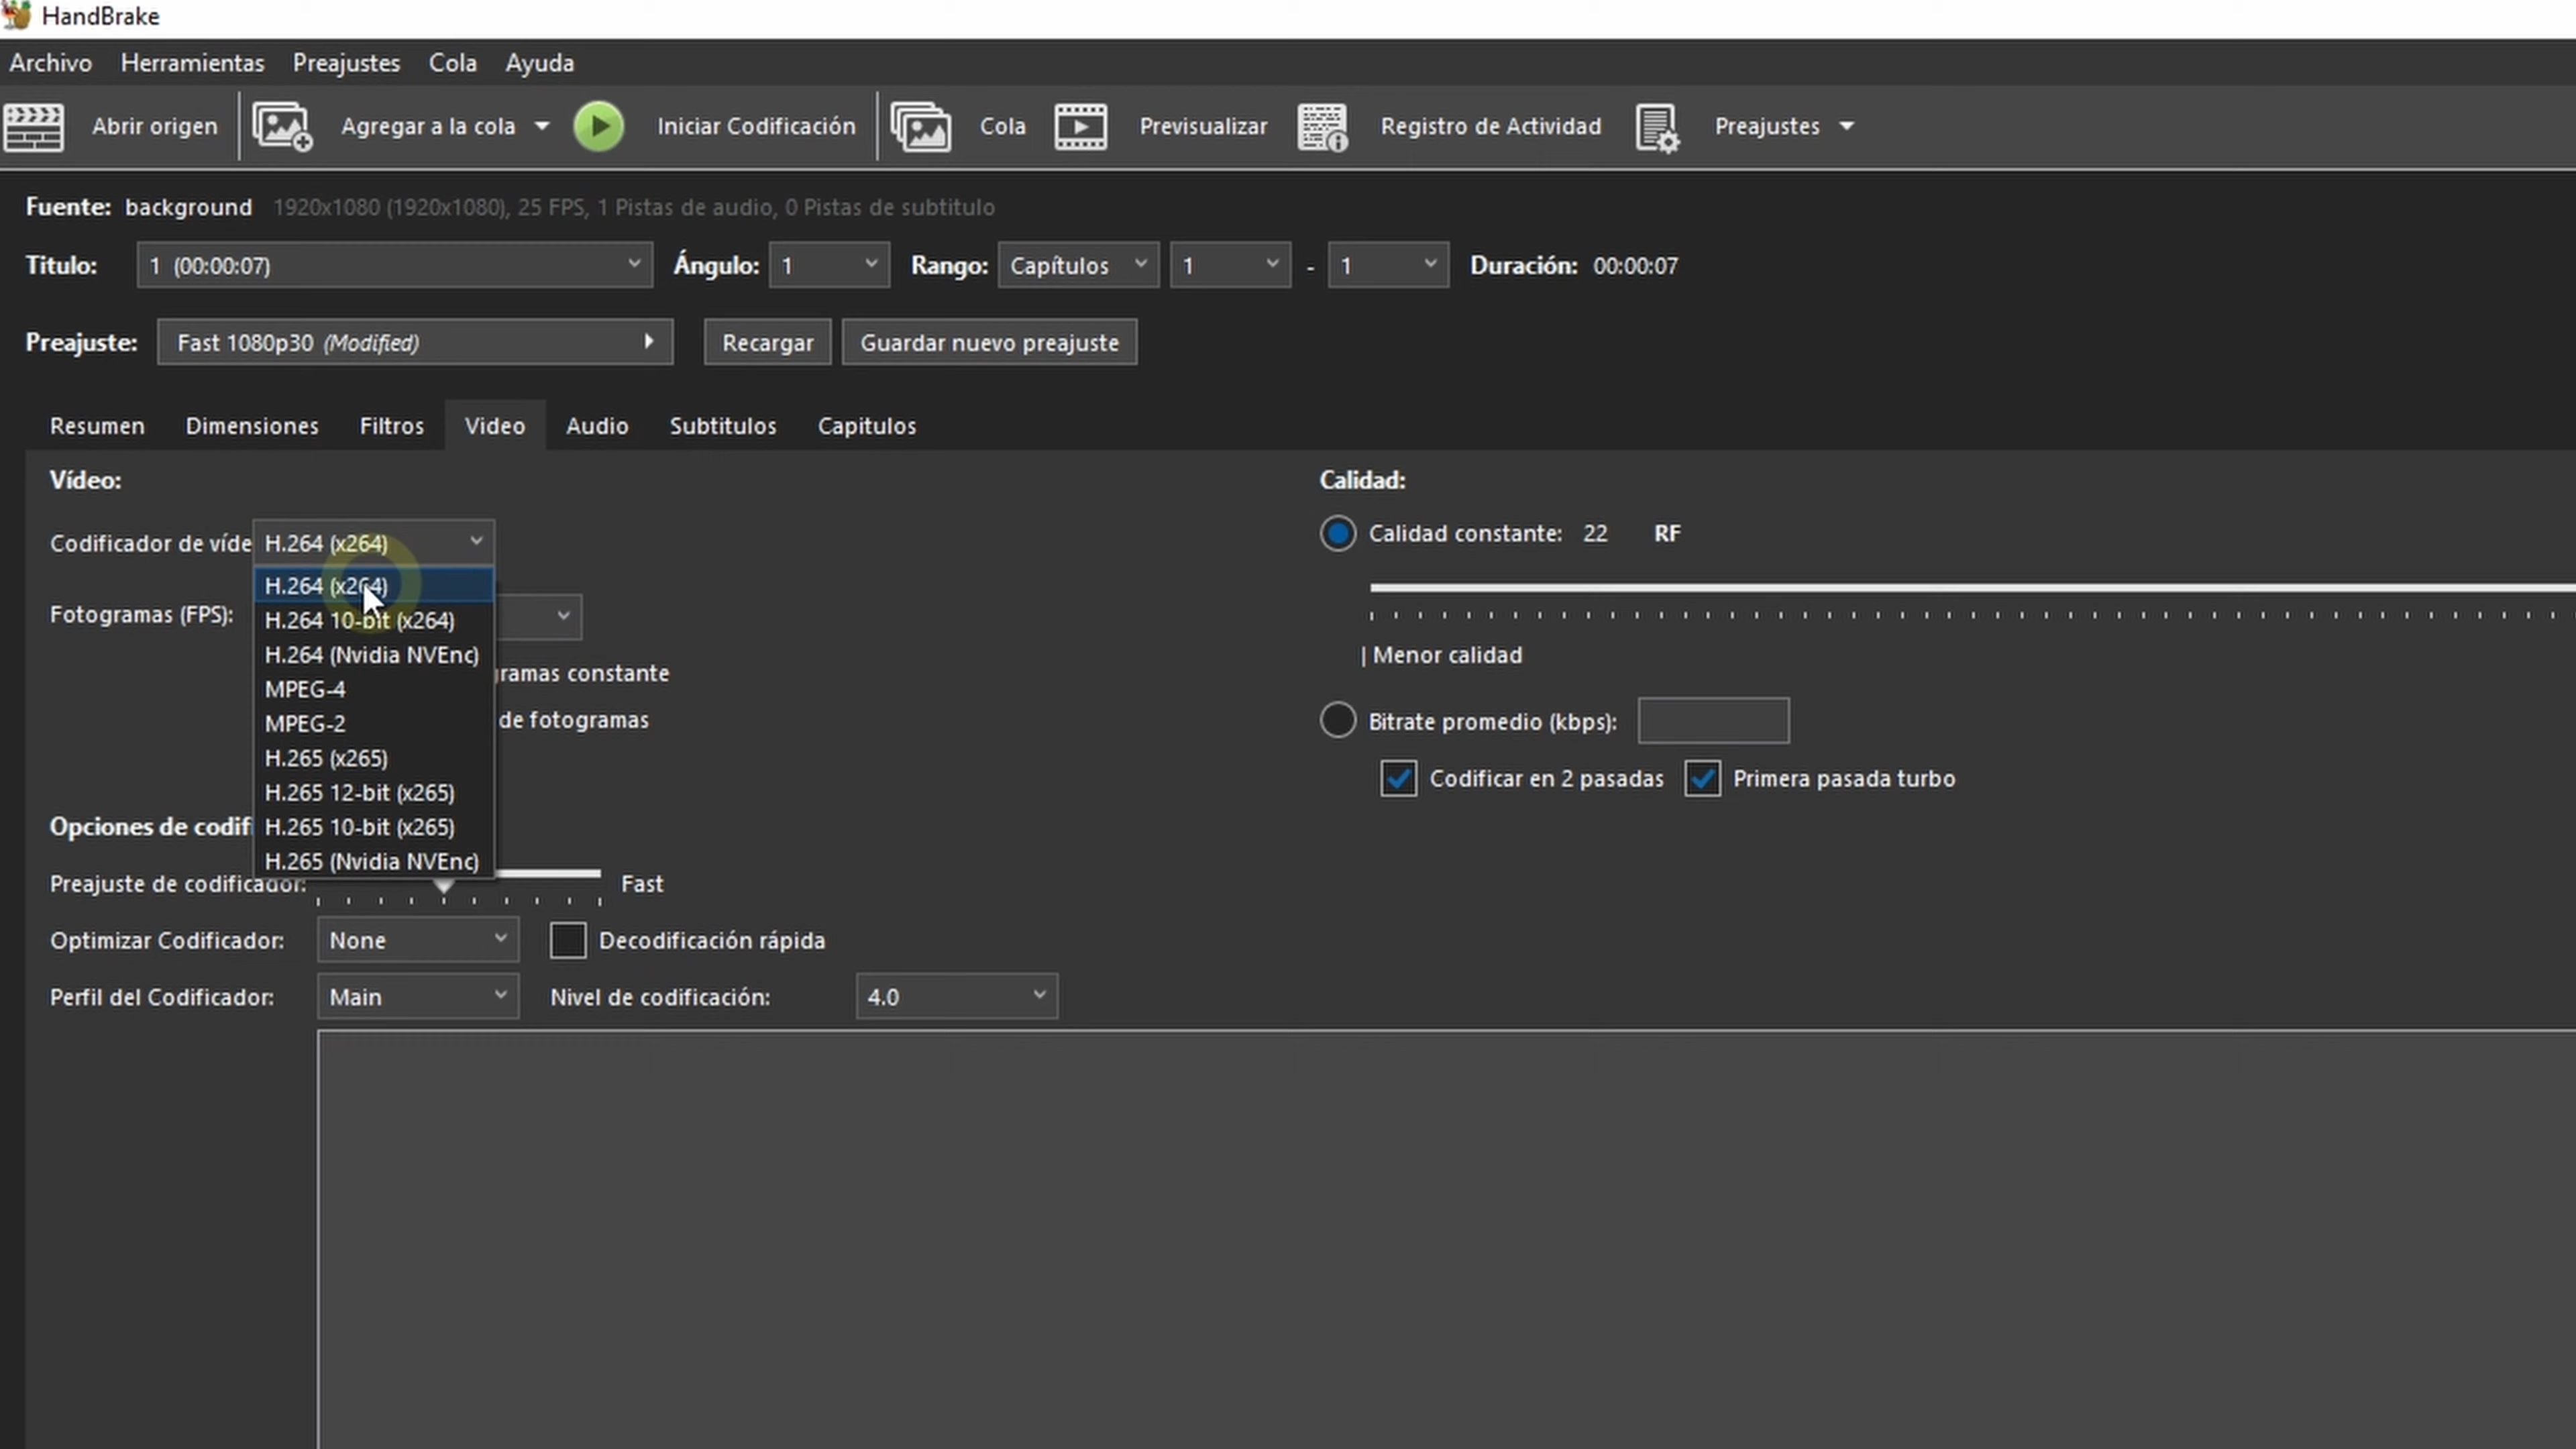 HandBrake
Archivo Herramientas Preajustes Cola Ayuda
Abrir origen Agregar a la cola Iniciar Codificación Cola Previsualizar Registro de Actividad Preajustes
Fuente: background 1920x1080 (1920x1080), 25 FPS, 1 Pistas de audio, 0 Pistas de subtitulo
Titulo: 1 (00:00:07) Ángulo: 1 Rango: Capítulos 1 - 1 Duración: 00:00:07
Preajuste: Fast 1080p30 (Modified) Recargar Guardar nuevo preajuste
Resumen Dimensiones Filtros Video Audio Subtitulos Capitulos
Vídeo:
Codificador de víde H.264 (x264)
H.264 (x264)
H.264 10-bit (x264)
H.264 (Nvidia NVEnc)
MPEG-4
MPEG-2
H.265 (x265)
H.265 12-bit (x265)
H.265 10-bit (x265)
H.265 (Nvidia NVEnc)
Fotogramas (FPS):
gramas constante
de fotogramas
Calidad:
Calidad constante: 22 RF
| Menor calidad
Bitrate promedio (kbps):
Codificar en 2 pasadas Primera pasada turbo
Opciones de codifi
Preajuste de codificador: Fast
Optimizar Codificador: None Decodificación rápida
Perfil del Codificador: Main Nivel de codificación: 4.0